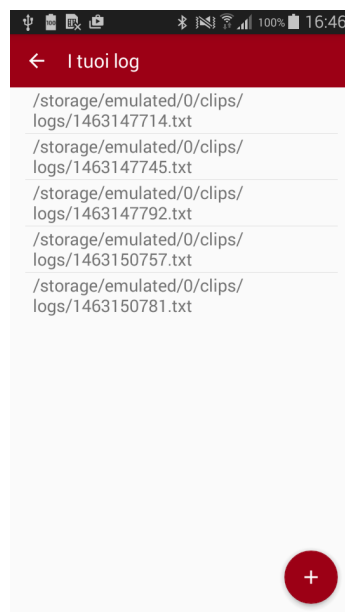 100% 16:46
I tuoi log
/storage/emulated/0/clips/
logs/1463147714.txt
/storage/emulated/0/clips/
logs/1463147745.txt
/storage/emulated/0/clips/
logs/1463147792.txt
/storage/emulated/0/clips/
logs/1463150757.txt
/storage/emulated/0/clips/
logs/1463150781.txt
+